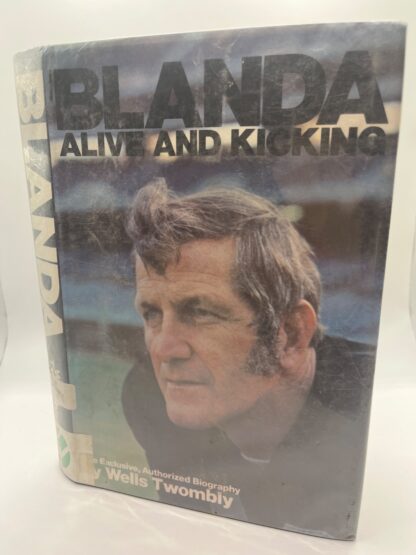 BLANDA
ALIVE AND KICKING
Exclusive, Authorized Biography
Wells Twombly
BLANDA